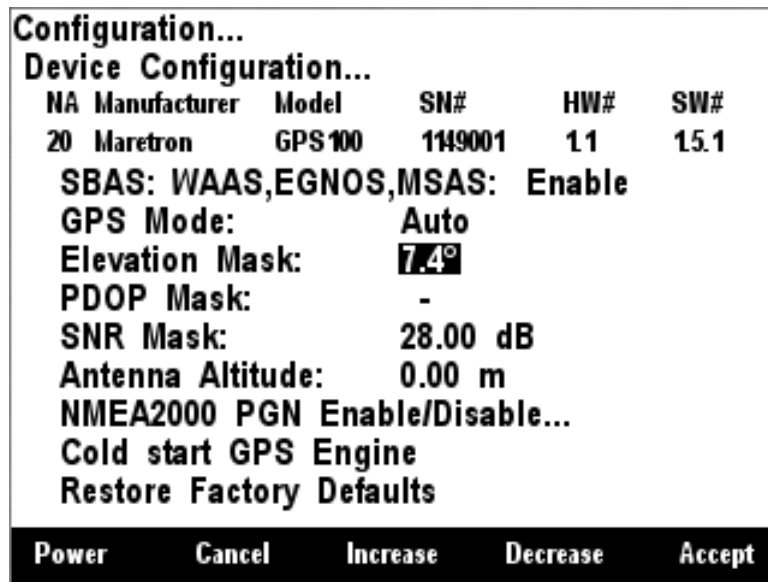 Configuration...
Device Configuration...
NA Manufacturer Model SN# HW# SW#
20 Maretron GPS100 1149001 1.1 1.5.1
SBAS: WAAS,EGNOS,MSAS: Enable
GPS Mode: Auto
Elevation Mask: 7.4°
PDOP Mask: -
SNR Mask: 28.00 dB
Antenna Altitude: 0.00 m
NMEA2000 PGN Enable/Disable...
Cold start GPS Engine
Restore Factory Defaults
Power Cancel Increase Decrease Accept